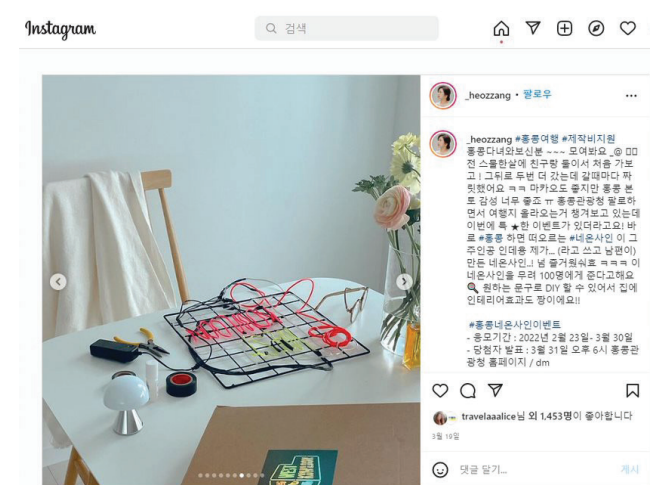 Instagram
검색
_heozzang • 팔로우
_heozzang #홍콩여행 #제작비지원
홍콩다녀와보신분 ~~~ 모여봐요 _@ □□
전 스물한살에 친구랑 둘이서 처음 가보
고 ! 그뒤로 두번 더 갔는데 갈때마다 짜
릿했어요 ㅋㅋ 마카오도 좋지만 홍콩 본
토 감성 너무 좋죠 ㅠ 홍콩관광청 팔로하
면서 여행지 올라오는거 챙겨보고 있는데
이번에 특 ★한 이벤트가 있더라고요! 바
로 #홍콩 하면 떠오르는 #네온사인 이 그
주인공 인데용 제가... (라고 쓰고 남편이)
만든 네온사인..! 넘 즐거워숴효 ㅋㅋㅋ 이
네온사인을 무려 100명에게 준다고해요
🔍 원하는 문구로 DIY 할 수 있어서 집에
인테리어효과도 짱이에요!!
#홍콩네온사인이벤트
- 응모기간 : 2022년 2월 23일- 3월 30일
- 당첨자 발표 : 3월 31일 오후 6시 홍콩관
광청 홈페이지 / dm
travelaaalice님 외 1,453명이 좋아합니다
3월 19일
댓글 달기...
게시
WEST